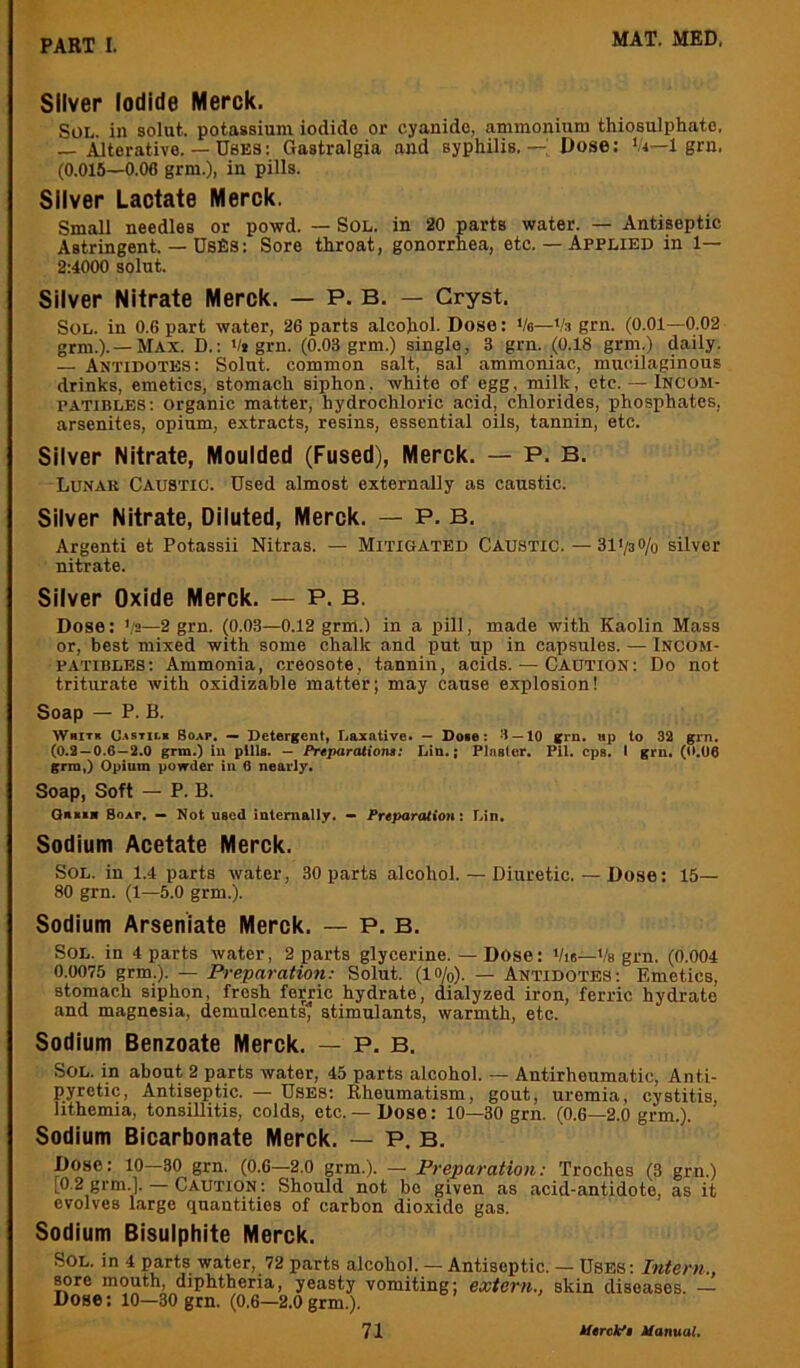 PART I.
MAT. MED,
Silver Iodide Merck.
SOL. in solut. potassium iodide or cyanide, ammonium thiosulphate.
— Alterative. — USES: Gastralgia and syphilis. — Dose: ¼—1 grn.
(0.015—0.06 grm.), in pills.
Silver Lactate Merck.
Small needles or powd. — SOL. in 20 parts water. — Antiseptic
Astringent. — USES: Sore throat, gonorrhea, etc. — APPLIED in 1—
2:4000 solut.
Silver Nitrate Merck. — P. B. — Cryst.
SOL. in 0.6 part water, 26 parts alcohol. Dose: 1/6—1/3 grn. (0.01—0.02
grm.). — MAX. D.: ½ grn. (0.03 grm.) single, 3 grn. (0.18 grm.) daily.
— ANTIDOTES: Solut. common salt, sal ammoniac, mucilaginous
drinks, emetics, stomach siphon, white of egg, milk, etc. — INCOM-
PATIBLES: Organic matter, hydrochloric acid, chlorides, phosphates,
arsenites, opium, extracts, resins, essential oils, tannin, etc.
Silver Nitrate, Moulded (Fused), Merck. — P. B.
LUNAR CAUSTIC. Used almost externally as caustic.
Silver Nitrate, Diluted, Merck. — P. B.
Argenti et Potassii Nitras. — MITIGATED CAUSTIC. — 31 1/3 % silver
nitrate.
Silver Oxide Merck. — P. B.
Dose: ½—2 grn. (0.03—0.12 grm.) in a pill, made with Kaolin Mass
or, best mixed with some chalk and put up in capsules. — INCOM-
PATIBLES: Ammonia, creosote, tannin, acids. — CAUTION: Do not
triturate with oxidizable matter; may cause explosion!
Soap — P. B.
WHITE CASTILE SOAP. — Detergent, Laxative. — Dose: 3—10 grn. up to 32 grn.
(0.2—0.6—2.0 grm.) in pills. — Preparations: Lin.; Plaster. Pil. cps. 1 grn. (0.06
grm,) Opium powder in 6 nearly.
Soap, Soft — P. B.
GREEN SOAP. — Not used internally. — Preparation: Lin.
Sodium Acetate Merck.
SOL. in 1.4 parts water, 30 parts alcohol. — Diuretic. — Dose: 15—
80 grn. (1—5.0 grm.).
Sodium Arseniate Merck. — P. B.
SOL. in 4 parts water, 2 parts glycerine. — Dose: 1/16—1/8 grn. (0.004
0.0075 grm.). — Preparation: Solut. (1%). — ANTIDOTES: Emetics,
stomach siphon, fresh ferric hydrate, dialyzed iron, ferric hydrate
and magnesia, demulcents, stimulants, warmth, etc.
Sodium Benzoate Merck. — P. B.
SOL. in about 2 parts water, 45 parts alcohol. — Antirheumatic, Anti-
pyretic, Antiseptic. — USES: Rheumatism, gout, uremia, cystitis,
lithemia, tonsillitis, colds, etc. — Dose: 10—30 grn. (0.6—2.0 grm.).
Sodium Bicarbonate Merck. — P. B.
Dose: 10—30 grn. (0.6—2.0 grm.). — Preparation: Troches (3 grn.)
[0.2 grm.]. — CAUTION: Should not be given as acid-antidote, as it
evolves large quantities of carbon dioxide gas.
Sodium Bisulphite Merck.
SOL. in 4 parts water, 72 parts alcohol. — Antiseptic. — USES: Intern.,
sore mouth, diphtheria, yeasty vomiting; extern., skin diseases. —
Dose: 10—30 grn. (0.6—2.0 grm.).
71
Merck's Manual.